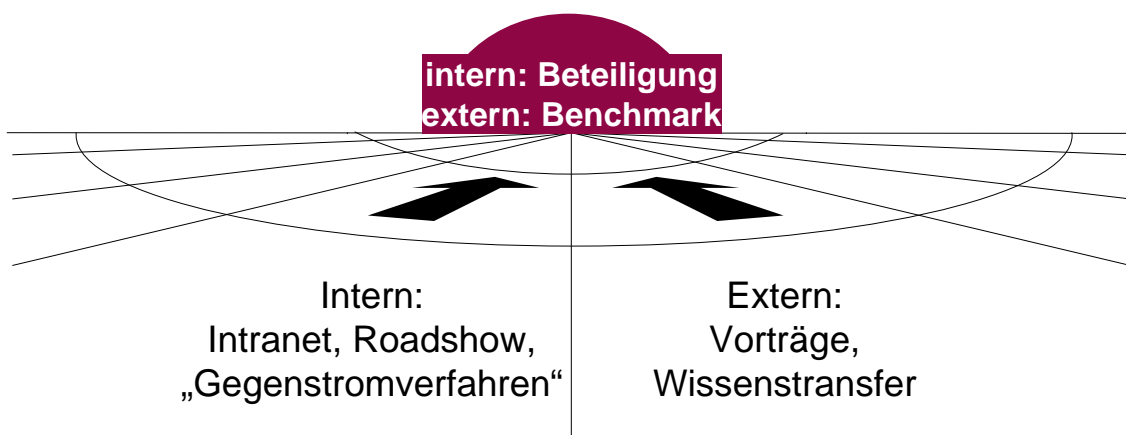 intern: Beteiligung
extern: Benchmark
Intern:
Intranet, Roadshow,
„Gegenstromverfahren“
Extern:
Vorträge,
Wissenstransfer